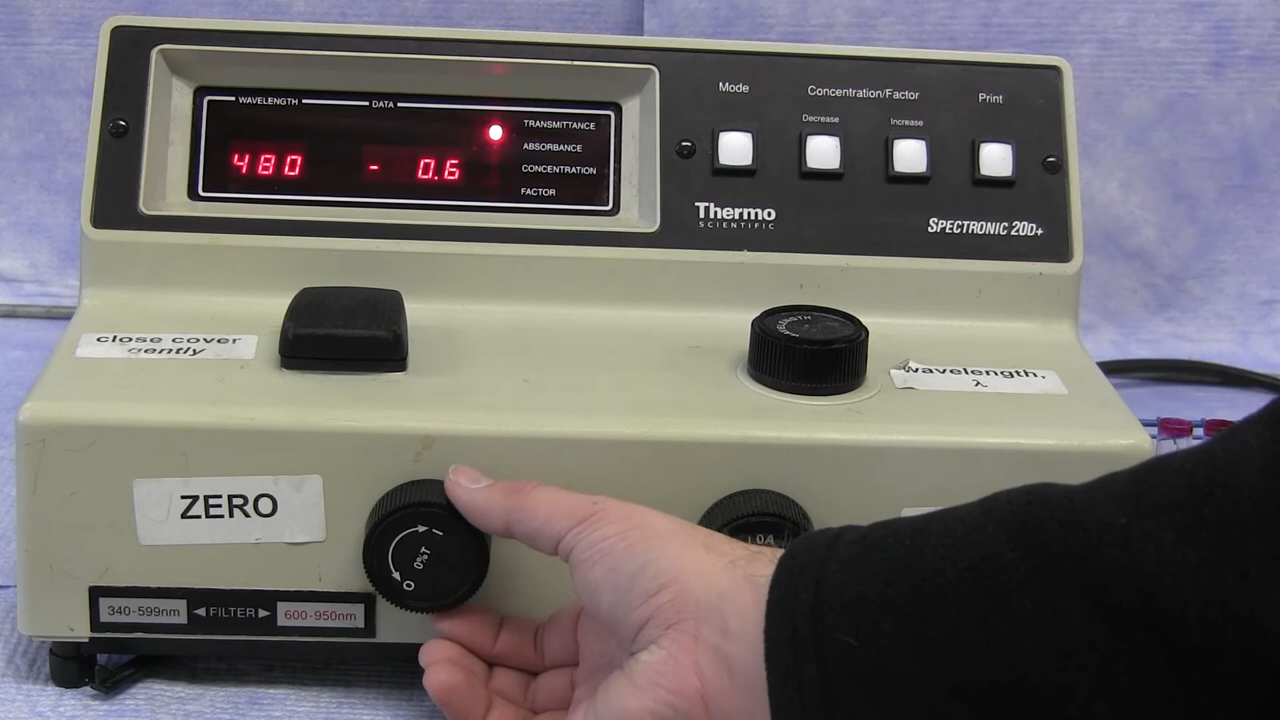 WAVELENGTH DATA
TRANSMITTANCE
ABSORBANCE
CONCENTRATION
FACTOR
480 - 0.6
Mode
Concentration/Factor
Decrease
Increase
Print
Thermo
SCIENTIFIC
SPECTRONIC 20D+
close cover
gently
WAVELENGTH
wavelength,
λ
ZERO
0%T
I
O
340-599nm ◄ FILTER ► 600-950nm